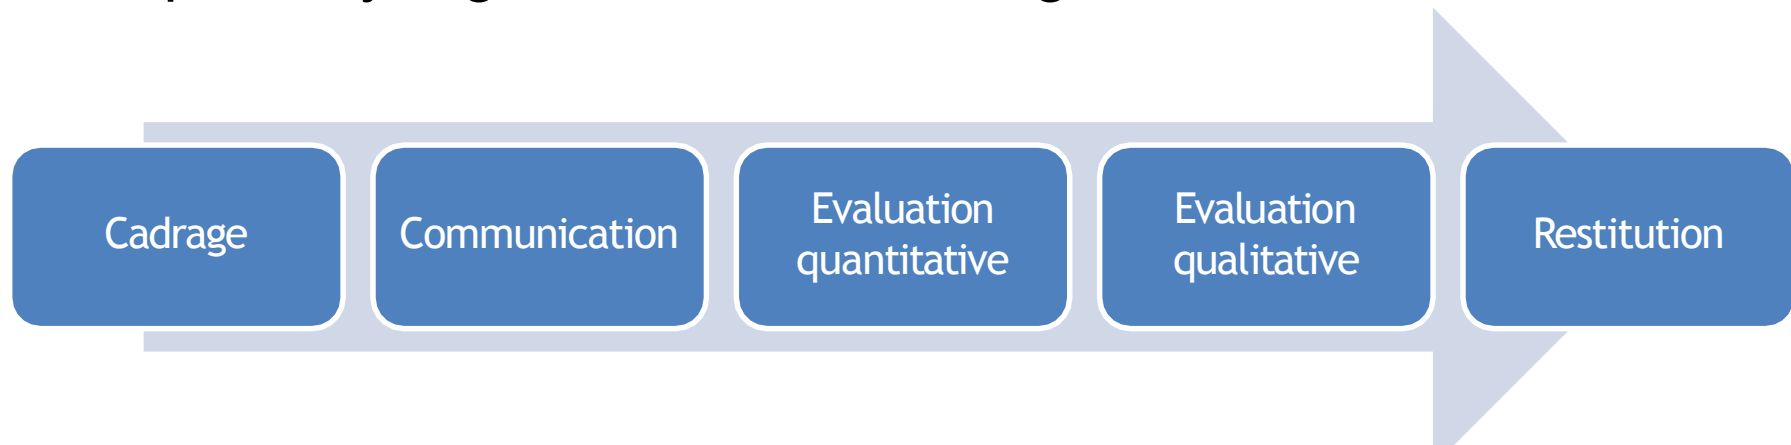 Cadrage
Communication
Evaluation
quantitative
Evaluation
qualitative
Restitution